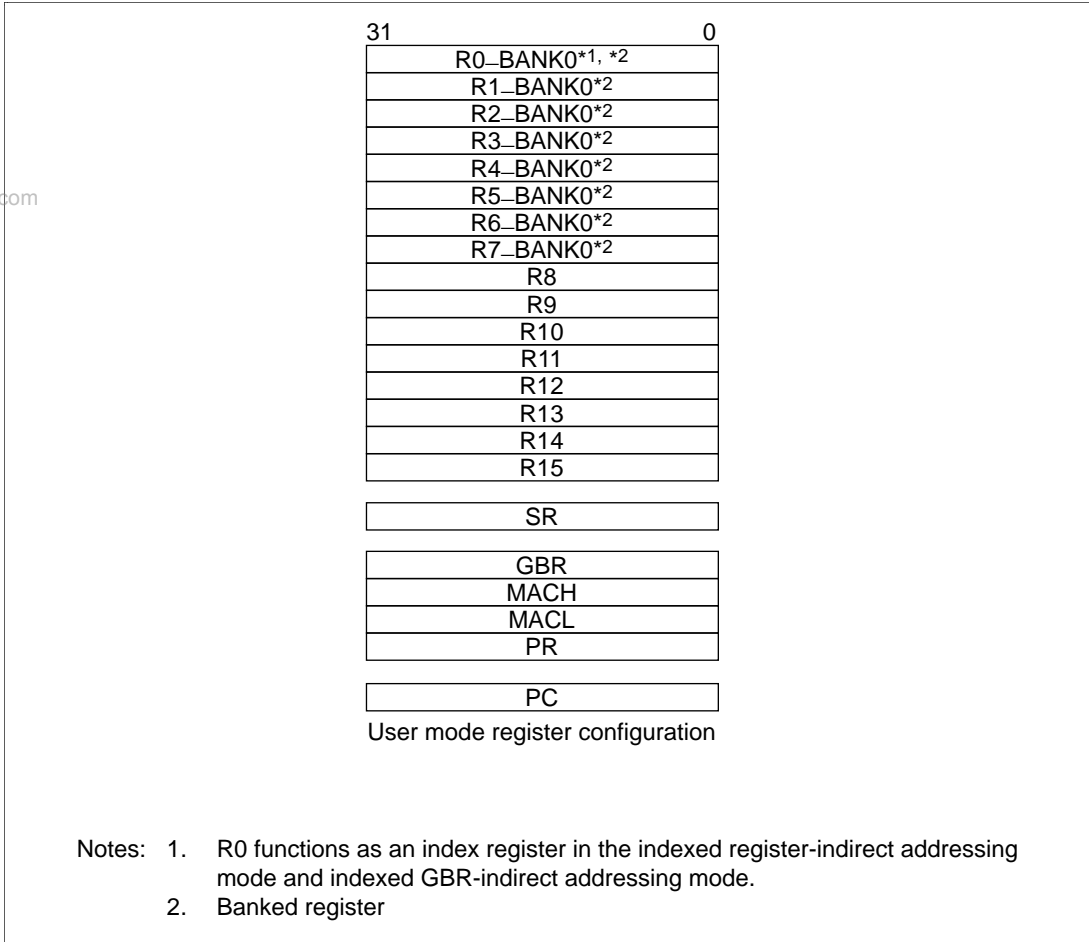 31 0
R0_BANK0*1, *2
R1_BANK0*2
R2_BANK0*2
R3_BANK0*2
R4_BANK0*2
com
R5_BANK0*2
R6_BANK0*2
R7_BANK0*2
R8
R9
R10
R11
R12
R13
R14
R15
SR
GBR
MACH
MACL
PR
PC
User mode register configuration
Notes: 1. R0 functions as an index register in the indexed register-indirect addressing
mode and indexed GBR-indirect addressing mode.
2. Banked register